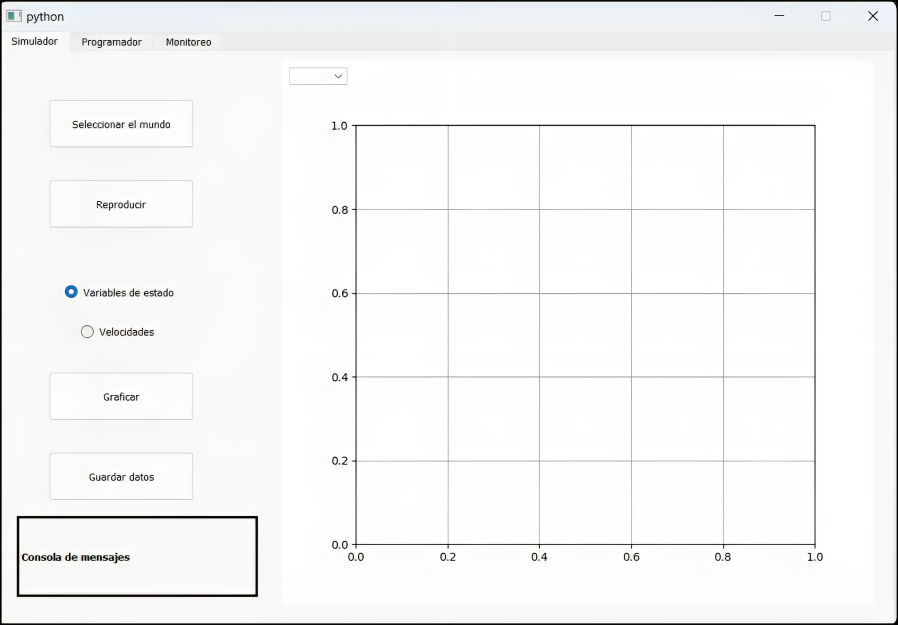 python
Simulador Programador Monitoreo
Seleccionar el mundo
Reproducir
Variables de estado
Velocidades
Graficar
Guardar datos
Consola de mensajes
1.0
0.8
0.6
0.4
0.2
0.0
0.0 0.2 0.4 0.6 0.8 1.0